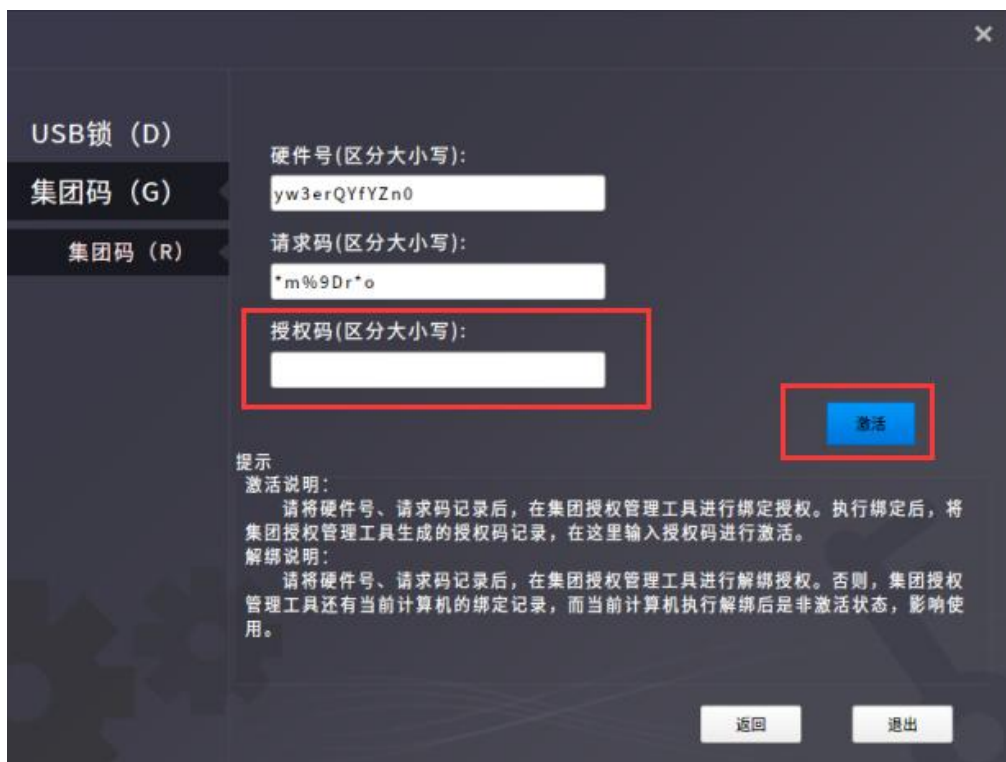 ×
USB锁（D）
集团码（G）
集团码（R）
硬件号(区分大小写):
yw3erQYfYZn0
请求码(区分大小写):
*m%9Dr*o
授权码(区分大小写):
激活
提示
激活说明：
请将硬件号、请求码记录后，在集团授权管理工具进行绑定授权。执行绑定后，将
集团授权管理工具生成的授权码记录，在这里输入授权码进行激活。
解绑说明：
请将硬件号、请求码记录后，在集团授权管理工具进行解绑授权。否则，集团授权
管理工具还有当前计算机的绑定记录，而当前计算机执行解绑后是非激活状态，影响使
用。
返回
退出